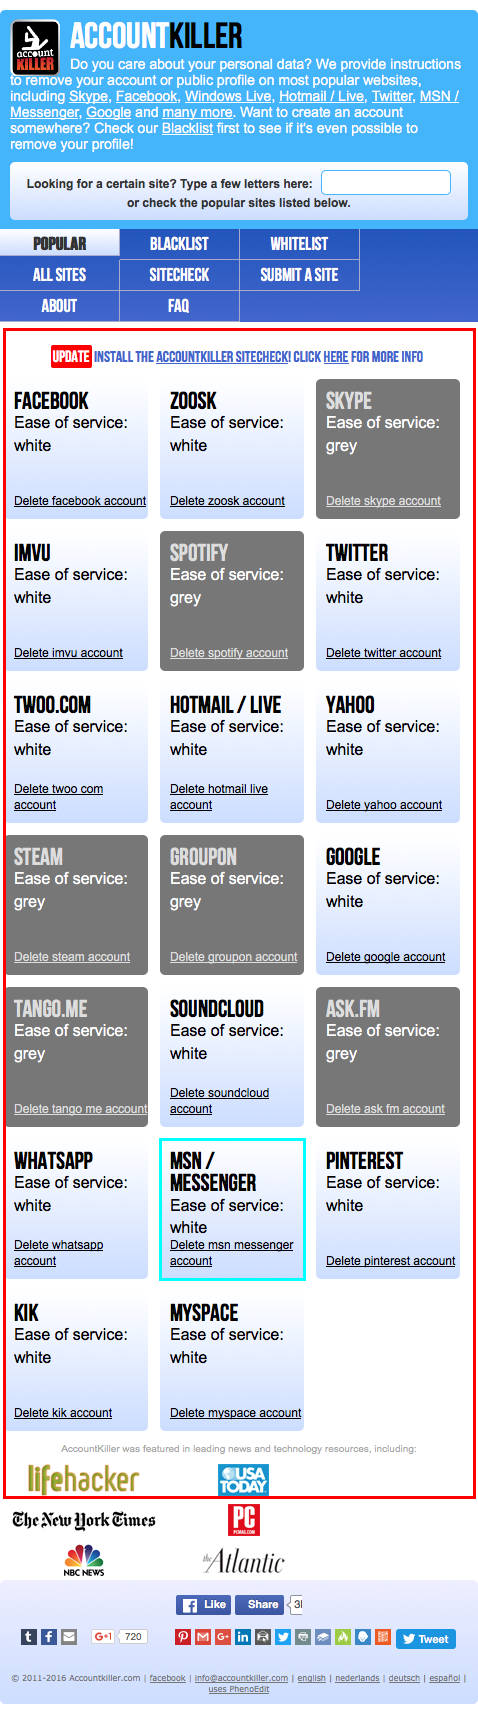 account
KILLER
ACCOUNTKILLER
Do you care about your personal data? We provide instructions
to remove your account or public profile on most popular websites,
including Skype, Facebook, Windows Live, Hotmail / Live, Twitter, MSN /
Messenger, Google and many more. Want to create an account
somewhere? Check our Blacklist first to see if it's even possible to
remove your profile!
Looking for a certain site? Type a few letters here:
or check the popular sites listed below.
POPULAR BLACKLIST WHITELIST
ALL SITES SITECHECK SUBMIT A SITE
ABOUT FAQ
UPDATE INSTALL THE ACCOUNTKILLER SITECHECK! CLICK HERE FOR MORE INFO
FACEBOOK
Ease of service:
white
Delete facebook account
ZOOSK
Ease of service:
white
Delete zoosk account
SKYPE
Ease of service:
grey
Delete skype account
IMVU
Ease of service:
white
Delete imvu account
SPOTIFY
Ease of service:
grey
Delete spotify account
TWITTER
Ease of service:
white
Delete twitter account
TWOO.COM
Ease of service:
white
Delete twoo com
account
HOTMAIL / LIVE
Ease of service:
white
Delete hotmail live
account
YAHOO
Ease of service:
white
Delete yahoo account
STEAM
Ease of service:
grey
Delete steam account
GROUPON
Ease of service:
grey
Delete groupon account
GOOGLE
Ease of service:
white
Delete google account
TANGO.ME
Ease of service:
grey
Delete tango me account
SOUNDCLOUD
Ease of service:
white
Delete soundcloud
account
ASK.FM
Ease of service:
grey
Delete ask fm account
WHATSAPP
Ease of service:
white
Delete whatsapp
account
MSN /
MESSENGER
Ease of service:
white
Delete msn messenger
account
PINTEREST
Ease of service:
white
Delete pinterest account
KIK
Ease of service:
white
Delete kik account
MYSPACE
Ease of service:
white
Delete myspace account
AccountKiller was featured in leading news and technology resources, including:
lifehacker
USA
TODAY
The New York Times
PC
PCMAG.COM
NBC NEWS
the Atlantic
Like Share
G+1 720
Tweet
© 2011-2016 Accountkiller.com | facebook | info@accountkiller.com | english | nederlands | deutsch | español |
uses PhenoEdit